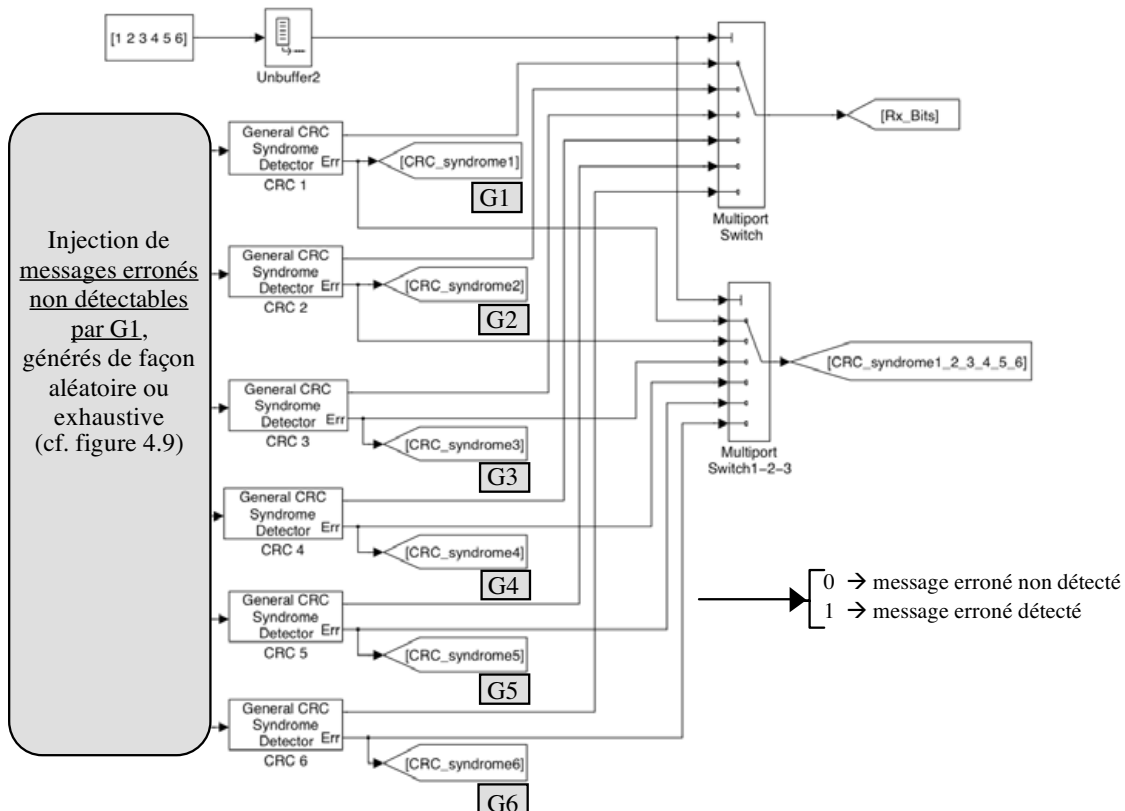 [1 2 3 4 5 6]
Unbuffer2
Multiport
Switch
[Rx_Bits]
Injection de
messages erronés
non détectables
par G1,
générés de façon
aléatoire ou
exhaustive
(cf. figure 4.9)
General CRC
Syndrome
Detector Err
CRC 1
[CRC_syndrome1]
G1
General CRC
Syndrome
Detector Err
CRC 2
[CRC_syndrome2]
G2
General CRC
Syndrome
Detector Err
CRC 3
[CRC_syndrome3]
G3
General CRC
Syndrome
Detector Err
CRC 4
[CRC_syndrome4]
G4
General CRC
Syndrome
Detector Err
CRC 5
[CRC_syndrome5]
G5
General CRC
Syndrome
Detector Err
CRC 6
[CRC_syndrome6]
G6
[CRC_syndrome1_2_3_4_5_6]
Multiport
Switch1-2-3
0 → message erroné non détecté
1 → message erroné détecté